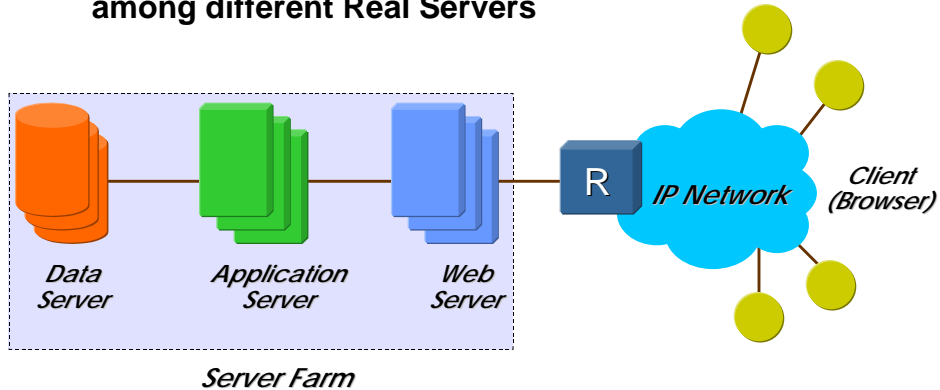 among different Real Servers
R
IP Network
Client
(Browser)
Data
Server
Application
Server
Web
Server
Server Farm